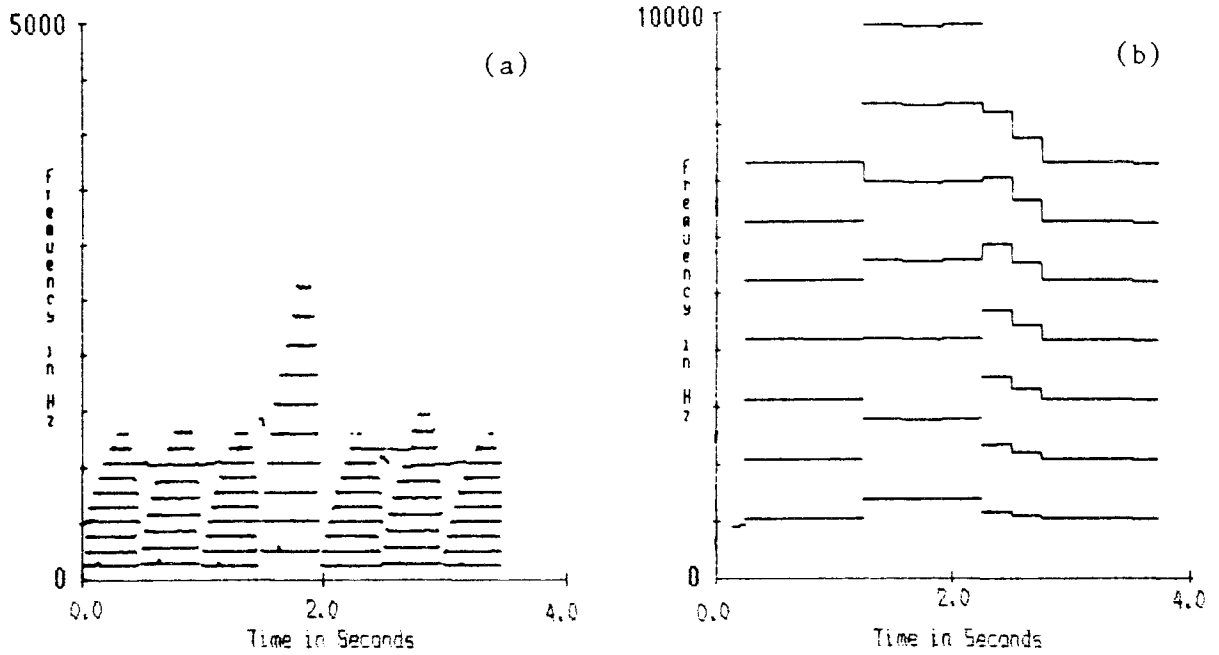 5000
(a)
Frequency in Hz
0
0.0
2.0
4.0
Time in Seconds
10000
(b)
Frequency in Hz
0
0.0
2.0
4.0
Time in Seconds